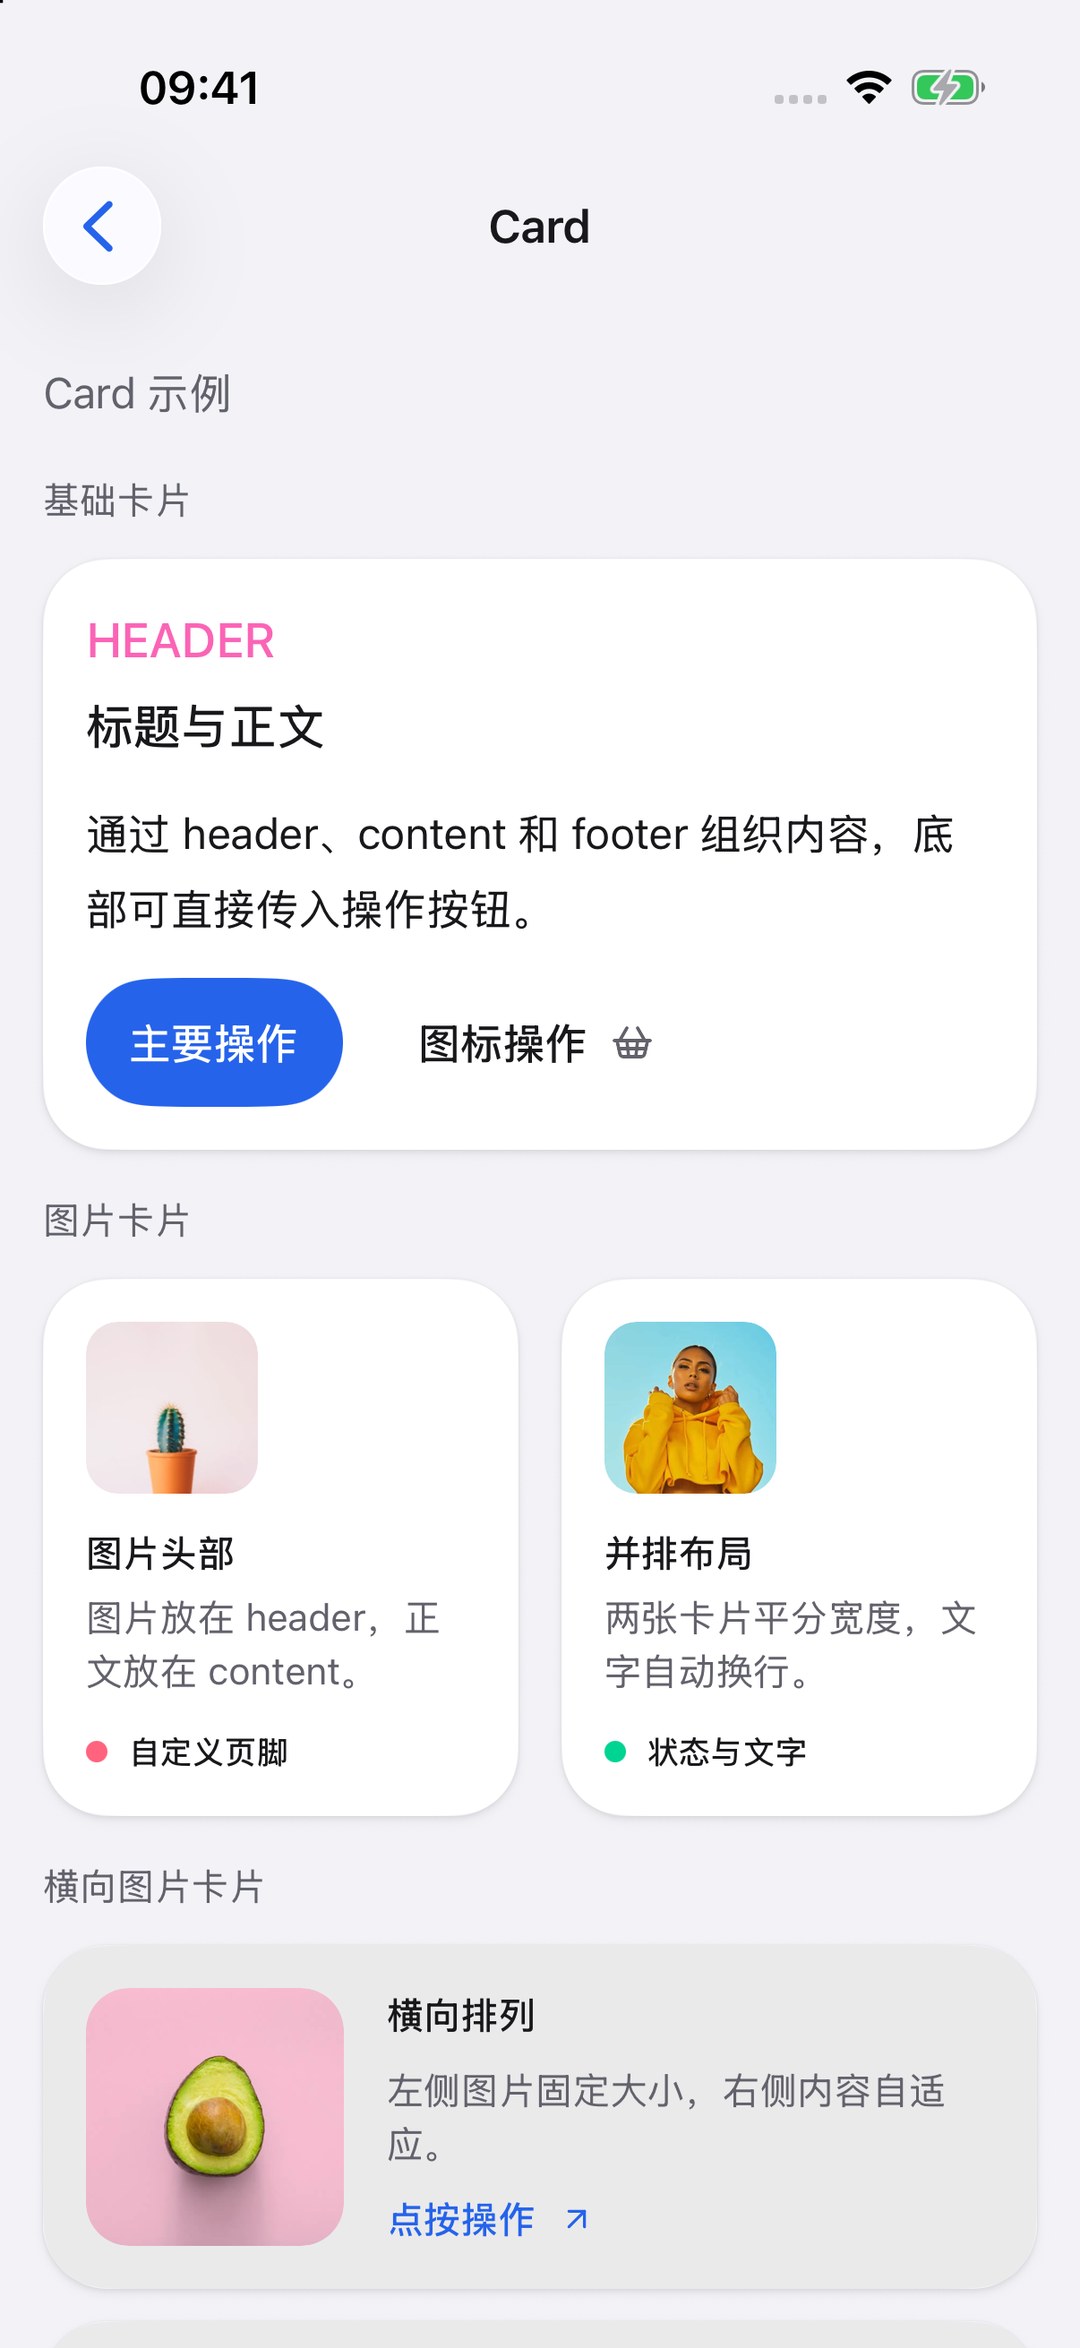 09:41
Card
Card 示例
基础卡片
HEADER
标题与正文
通过 header、content 和 footer 组织内容，底
部可直接传入操作按钮。
主要操作
图标操作
图片卡片
图片头部
图片放在 header，正
文放在 content。
自定义页脚
并排布局
两张卡片平分宽度，文
字自动换行。
状态与文字
横向图片卡片
横向排列
左侧图片固定大小，右侧内容自适
应。
点按操作